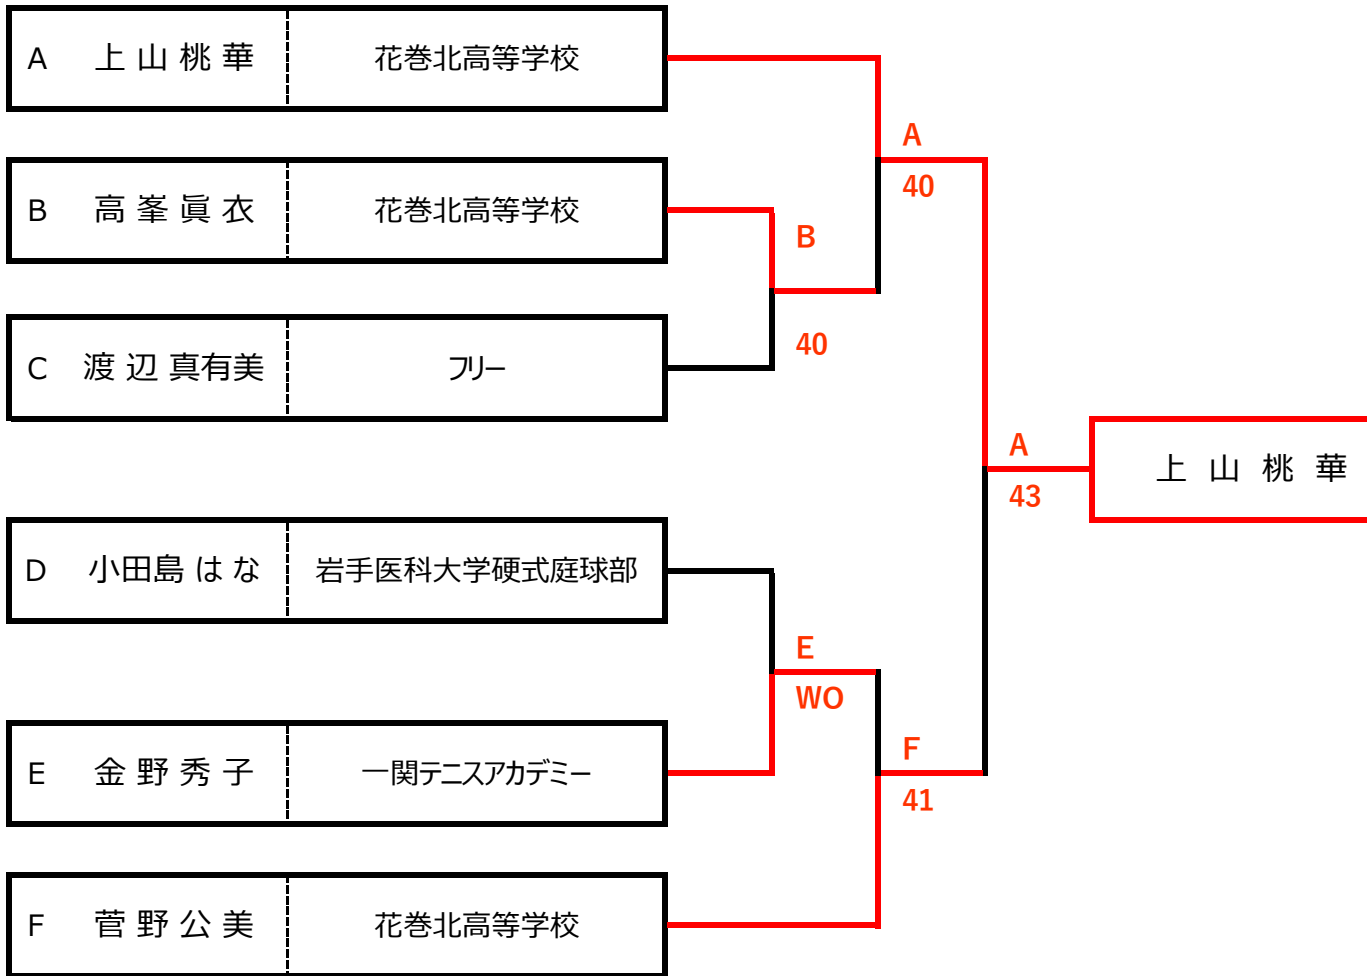 A 上 山 桃 華 花巻北高等学校
A
40
B 高 峯 眞 衣 花巻北高等学校
B
40
C 渡 辺 真有美 フリー
A
43
上 山 桃 華
D 小田島 は な 岩手医科大学硬式庭球部
E
WO
E 金 野 秀 子 一関テニスアカデミー
F
41
F 菅 野 公 美 花巻北高等学校